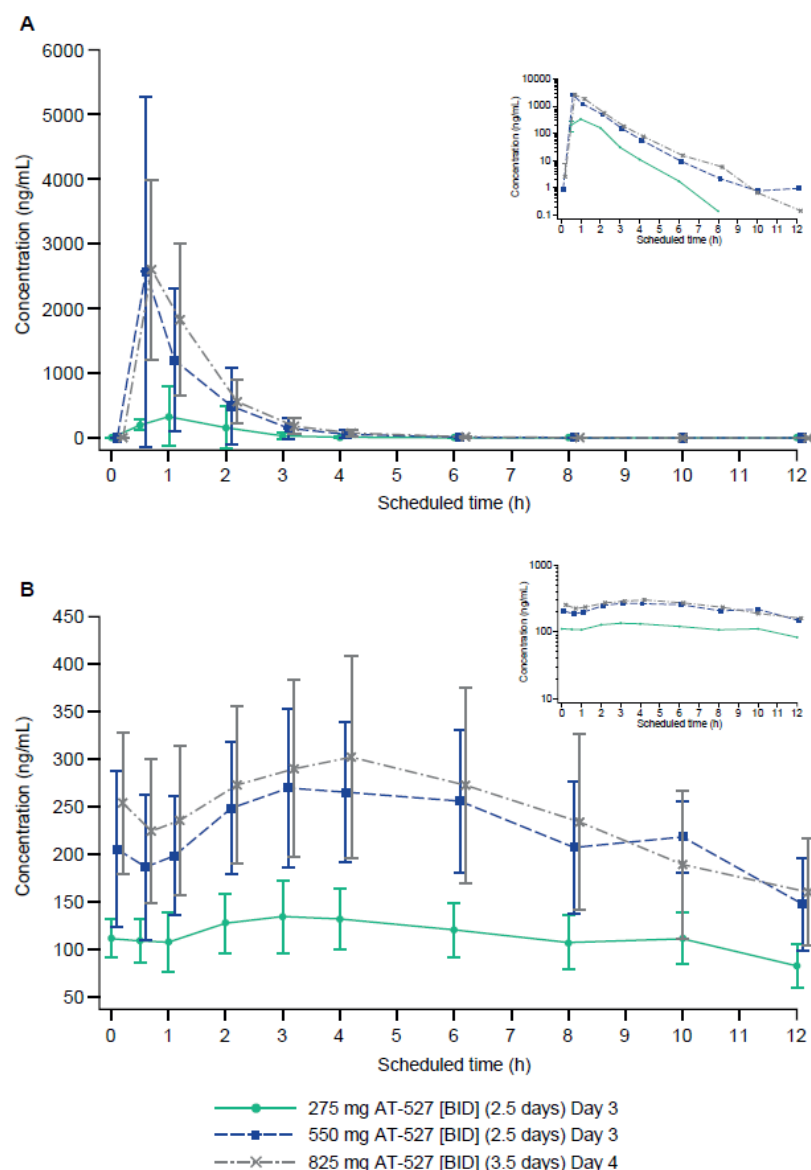 A
6000
5000
4000
3000
2000
1000
0
Concentration (ng/mL)
0 1 2 3 4 5 6 7 8 9 10 11 12
Scheduled time (h)
10000
1000
100
10
1
0.1
Concentration (ng/mL)
0 1 2 3 4 5 6 7 8 9 10 11 12
Scheduled time (h)
B
450
400
350
300
250
200
150
100
50
Concentration (ng/mL)
0 1 2 3 4 5 6 7 8 9 10 11 12
Scheduled time (h)
1000
100
10
Concentration (ng/mL)
0 1 2 3 4 5 6 7 8 9 10 11 12
Scheduled time (h)
275 mg AT-527 [BID] (2.5 days) Day 3
550 mg AT-527 [BID] (2.5 days) Day 3
825 mg AT-527 [BID] (3.5 days) Day 4